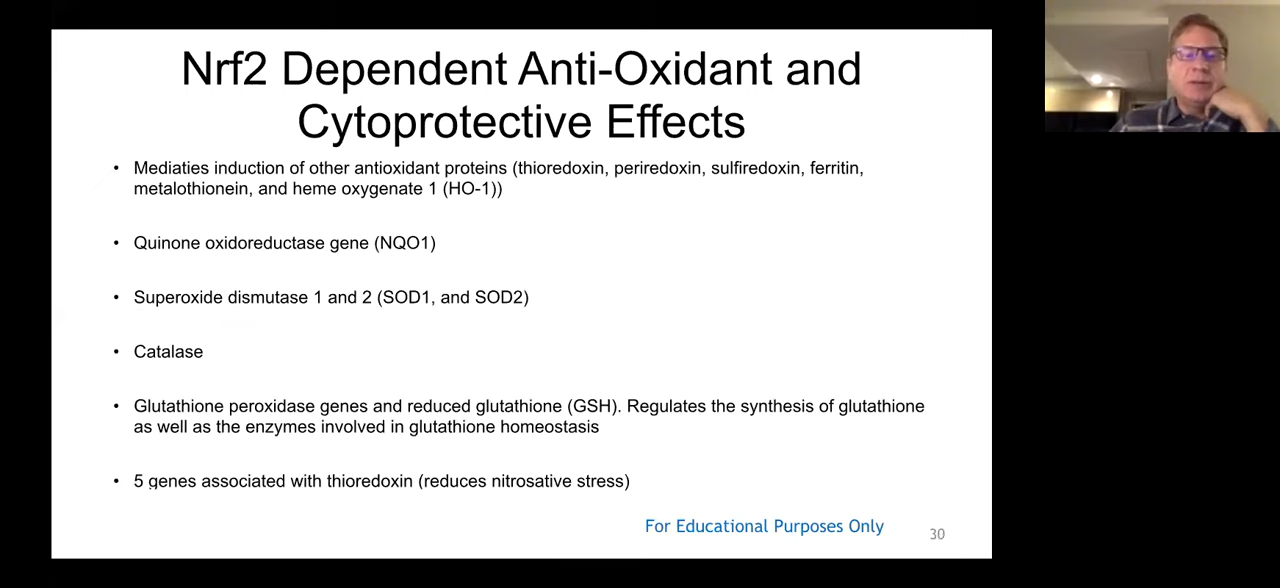 Nrf2 Dependent Anti-Oxidant and
Cytoprotective Effects
• Mediaties induction of other antioxidant proteins (thioredoxin, periredoxin, sulfiredoxin, ferritin,
metalothionein, and heme oxygenate 1 (HO-1))
• Quinone oxidoreductase gene (NQO1)
• Superoxide dismutase 1 and 2 (SOD1, and SOD2)
• Catalase
• Glutathione peroxidase genes and reduced glutathione (GSH). Regulates the synthesis of glutathione
as well as the enzymes involved in glutathione homeostasis
• 5 genes associated with thioredoxin (reduces nitrosative stress)
For Educational Purposes Only
30